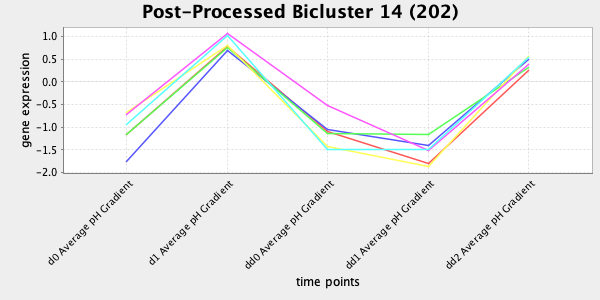 Post-Processed Bicluster 14 (202)
gene expression
1.0
0.5
0.0
-0.5
-1.0
-1.5
-2.0
d0 Average pH Gradient
d1 Average pH Gradient
dd0 Average pH Gradient
dd1 Average pH Gradient
dd2 Average pH Gradient
time points